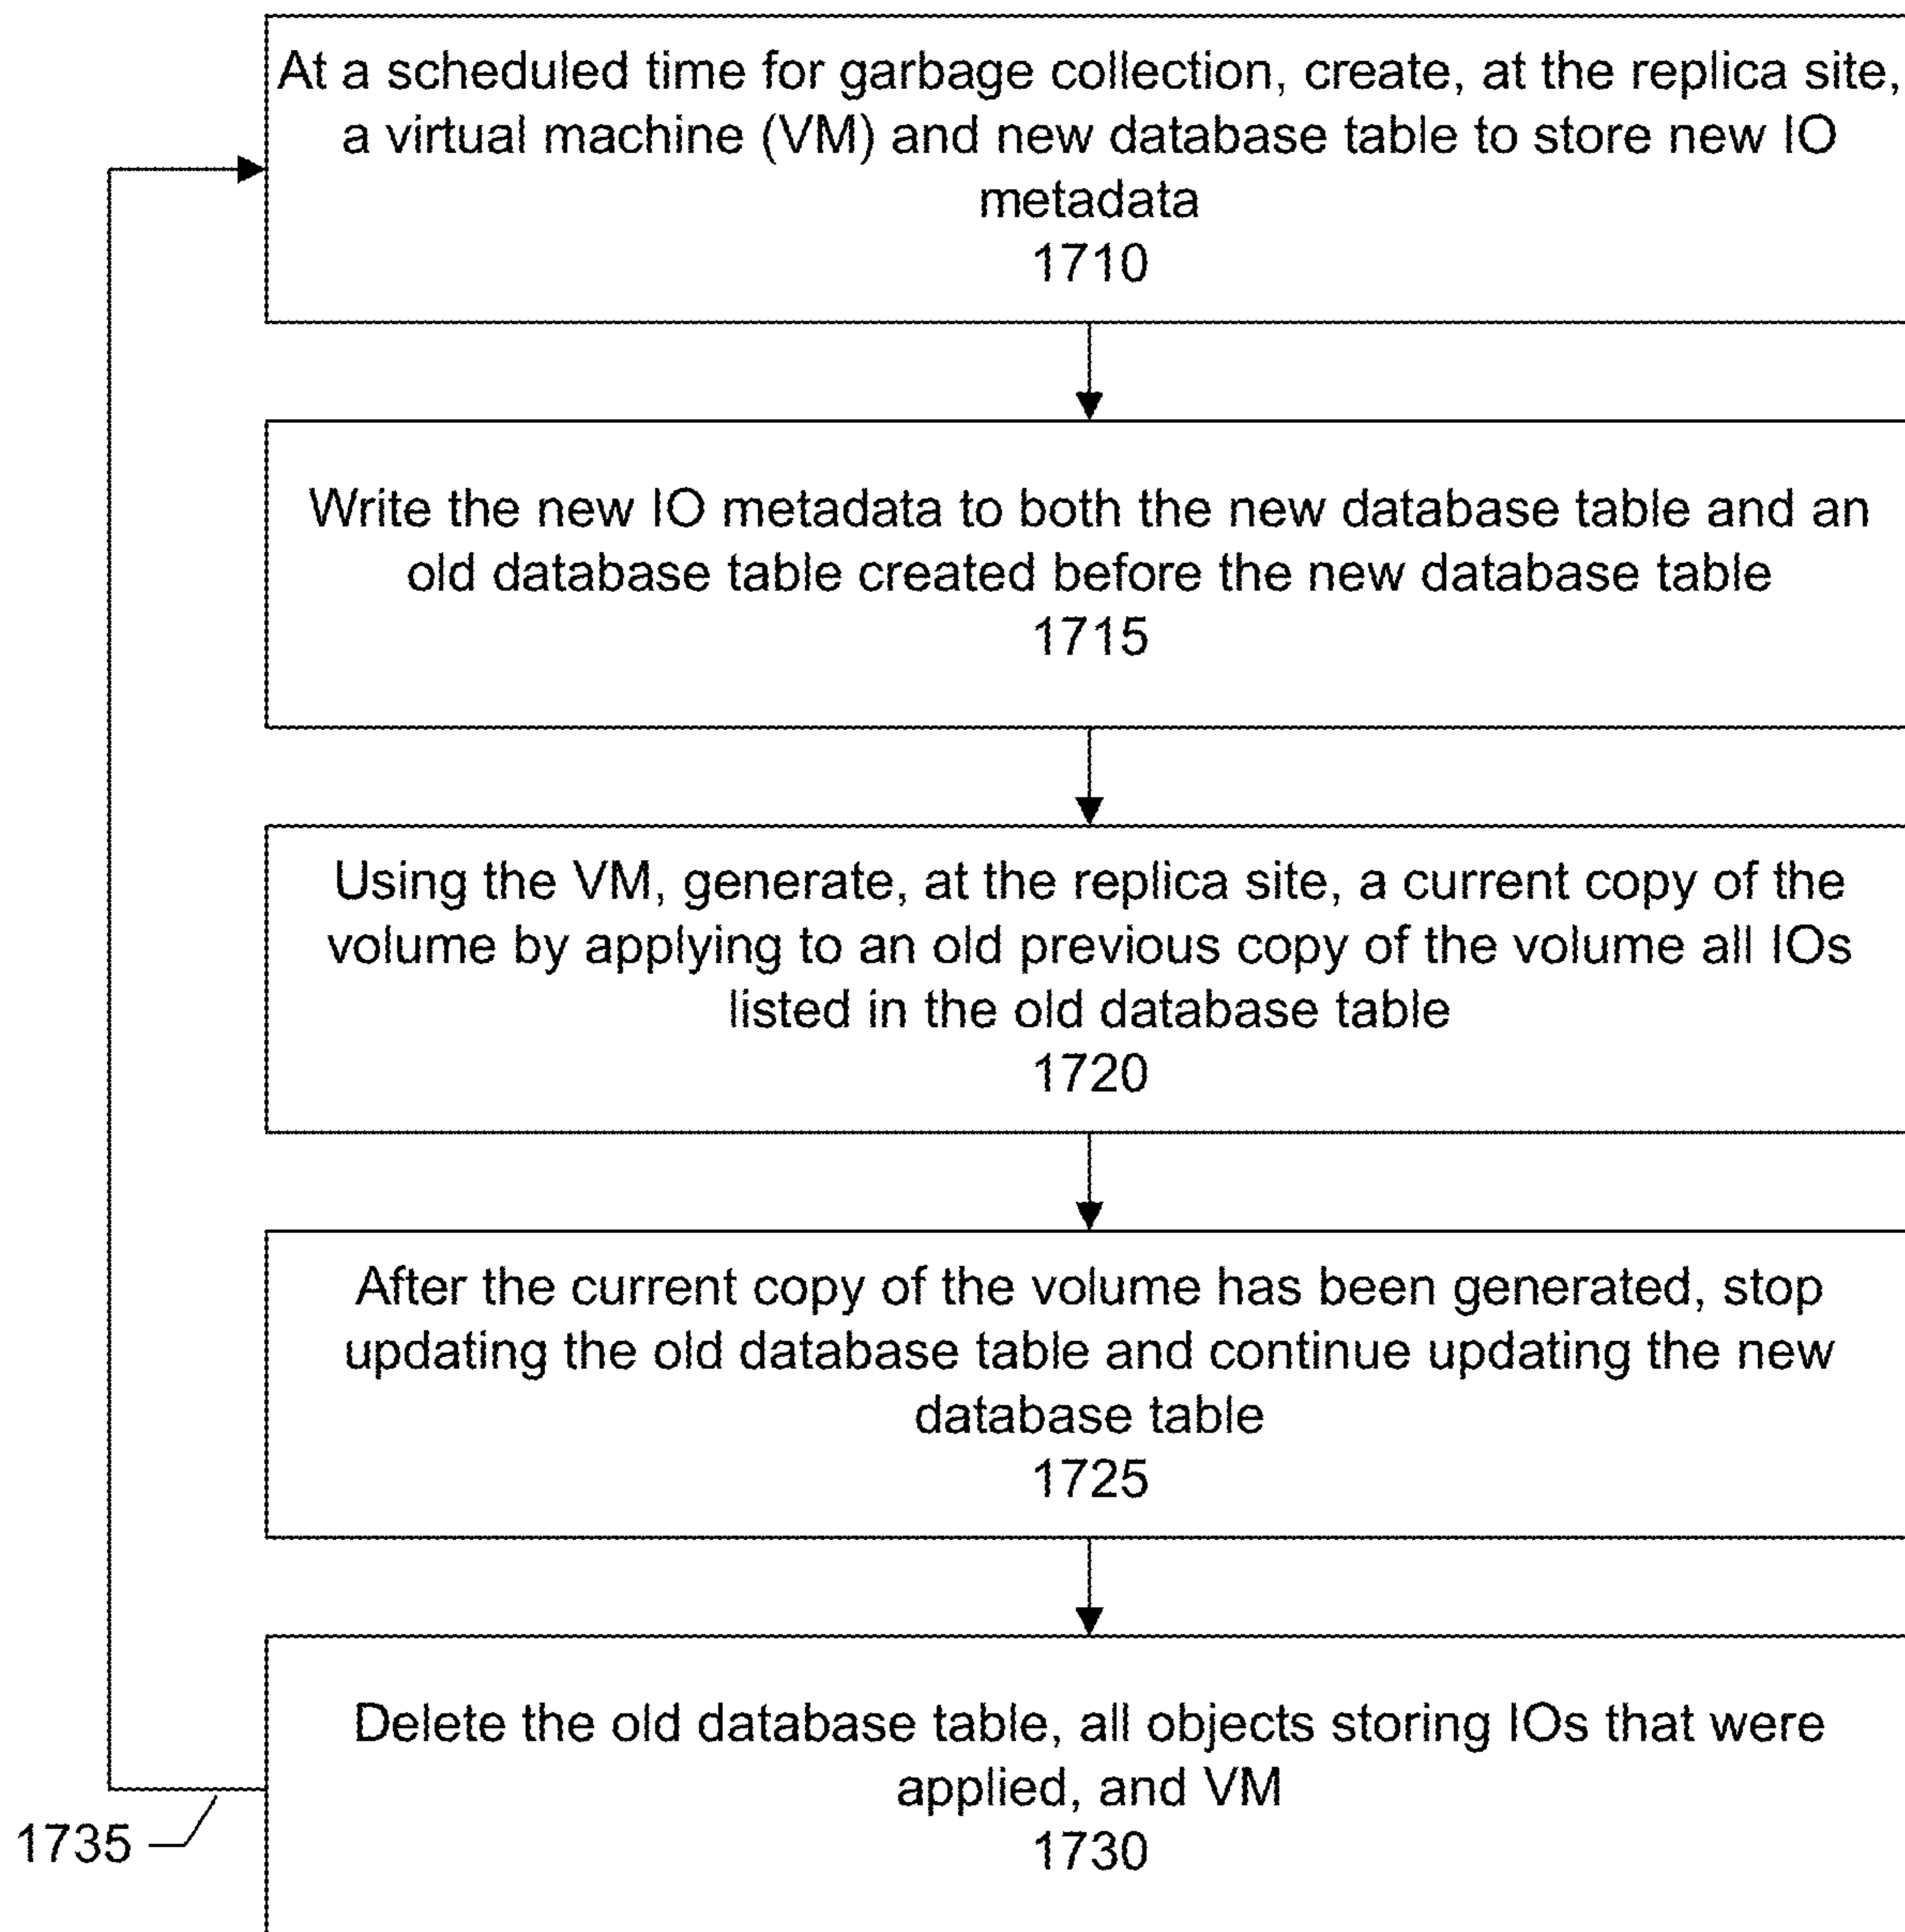 At a scheduled time for garbage collection, create, at the replica site,
a virtual machine (VM) and new database table to store new IO
metadata
1710
Write the new IO metadata to both the new database table and an
old database table created before the new database table
1715
Using the VM, generate, at the replica site, a current copy of the
volume by applying to an old previous copy of the volume all IOs
listed in the old database table
1720
After the current copy of the volume has been generated, stop
updating the old database table and continue updating the new
database table
1725
Delete the old database table, all objects storing IOs that were
applied, and VM
1730
1735